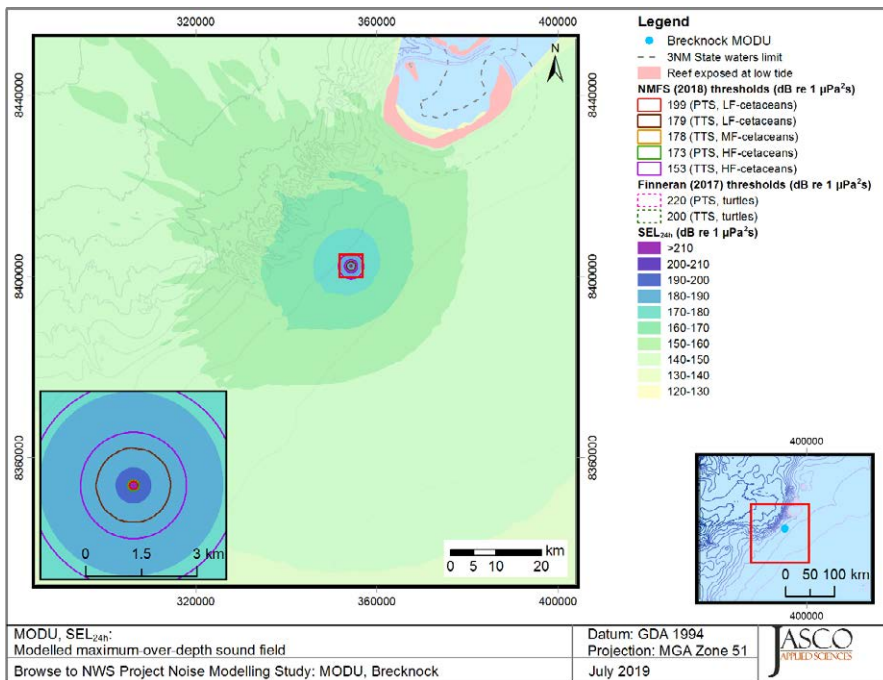 320000 360000 400000
N
8440000
8440000
8400000
8400000
8360000
8360000
0 1.5 3 km
km
0 5 10 20
320000 360000 400000
Legend
Brecknock MODU
3NM State waters limit
Reef exposed at low tide
NMFS (2018) thresholds (dB re 1 µPa²s)
199 (PTS, LF-cetaceans)
179 (TTS, LF-cetaceans)
178 (TTS, MF-cetaceans)
173 (PTS, HF-cetaceans)
153 (TTS, HF-cetaceans)
Finneran (2017) thresholds (dB re 1 µPa²s)
220 (PTS, turtles)
200 (TTS, turtles)
SEL24h (dB re 1 µPa²s)
>210
200-210
190-200
180-190
170-180
160-170
150-160
140-150
130-140
120-130
400000
0 50 100 km
400000
MODU, SEL24h:
Modelled maximum-over-depth sound field
Browse to NWS Project Noise Modelling Study: MODU, Brecknock
Datum: GDA 1994
Projection: MGA Zone 51
July 2019
JASCO
APPLIED SCIENCES